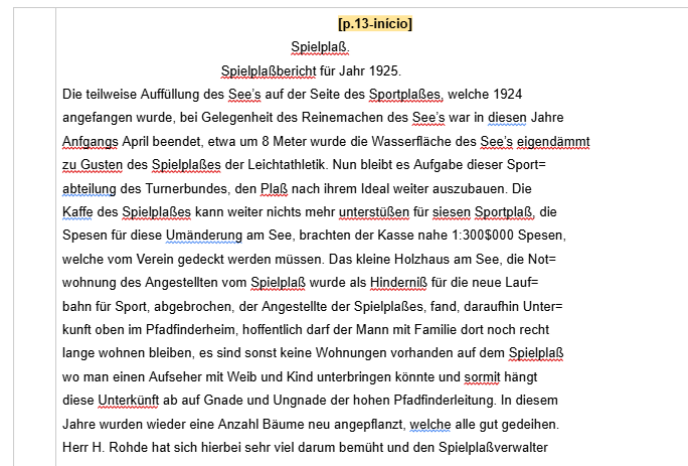 [p.13-inicio]
Spielplaß.
Spielplaßbericht für Jahr 1925.
Die teilweise Auffüllung des See's auf der Seite des Sportplaßes, welche 1924
angefangen wurde, bei Gelegenheit des Reinemachen des See's war in diesen Jahre
Anfgangs April beendet, etwa um 8 Meter wurde die Wasserfläche des See's eigendämmt
zu Gusten des Spielplaßes der Leichtathletik. Nun bleibt es Aufgabe dieser Sport=
abteilung des Turnerbundes, den Plaß nach ihrem Ideal weiter auszubauen. Die
Kaffe des Spielplaßes kann weiter nichts mehr unterstüßen für siesen Sportplaß, die
Spesen für diese Umänderung am See, brachten der Kasse nahe 1:300$000 Spesen,
welche vom Verein gedeckt werden müssen. Das kleine Holzhaus am See, die Not=
wohnung des Angestellten vom Spielplaß wurde als Hinderniß für die neue Lauf=
bahn für Sport, abgebrochen, der Angestellte der Spielplaßes, fand, daraufhin Unter=
kunft oben im Pfadfinderheim, hoffentlich darf der Mann mit Familie dort noch recht
lange wohnen bleiben, es sind sonst keine Wohnungen vorhanden auf dem Spielplaß
wo man einen Aufseher mit Weib und Kind unterbringen könnte und sormit hängt
diese Unterkünft ab auf Gnade und Ungnade der hohen Pfadfinderleitung. In diesem
Jahre wurden wieder eine Anzahl Bäume neu angepflanzt, welche alle gut gedeihen.
Herr H. Rohde hat sich hierbei sehr viel darum bemüht und den Spielplaßverwalter